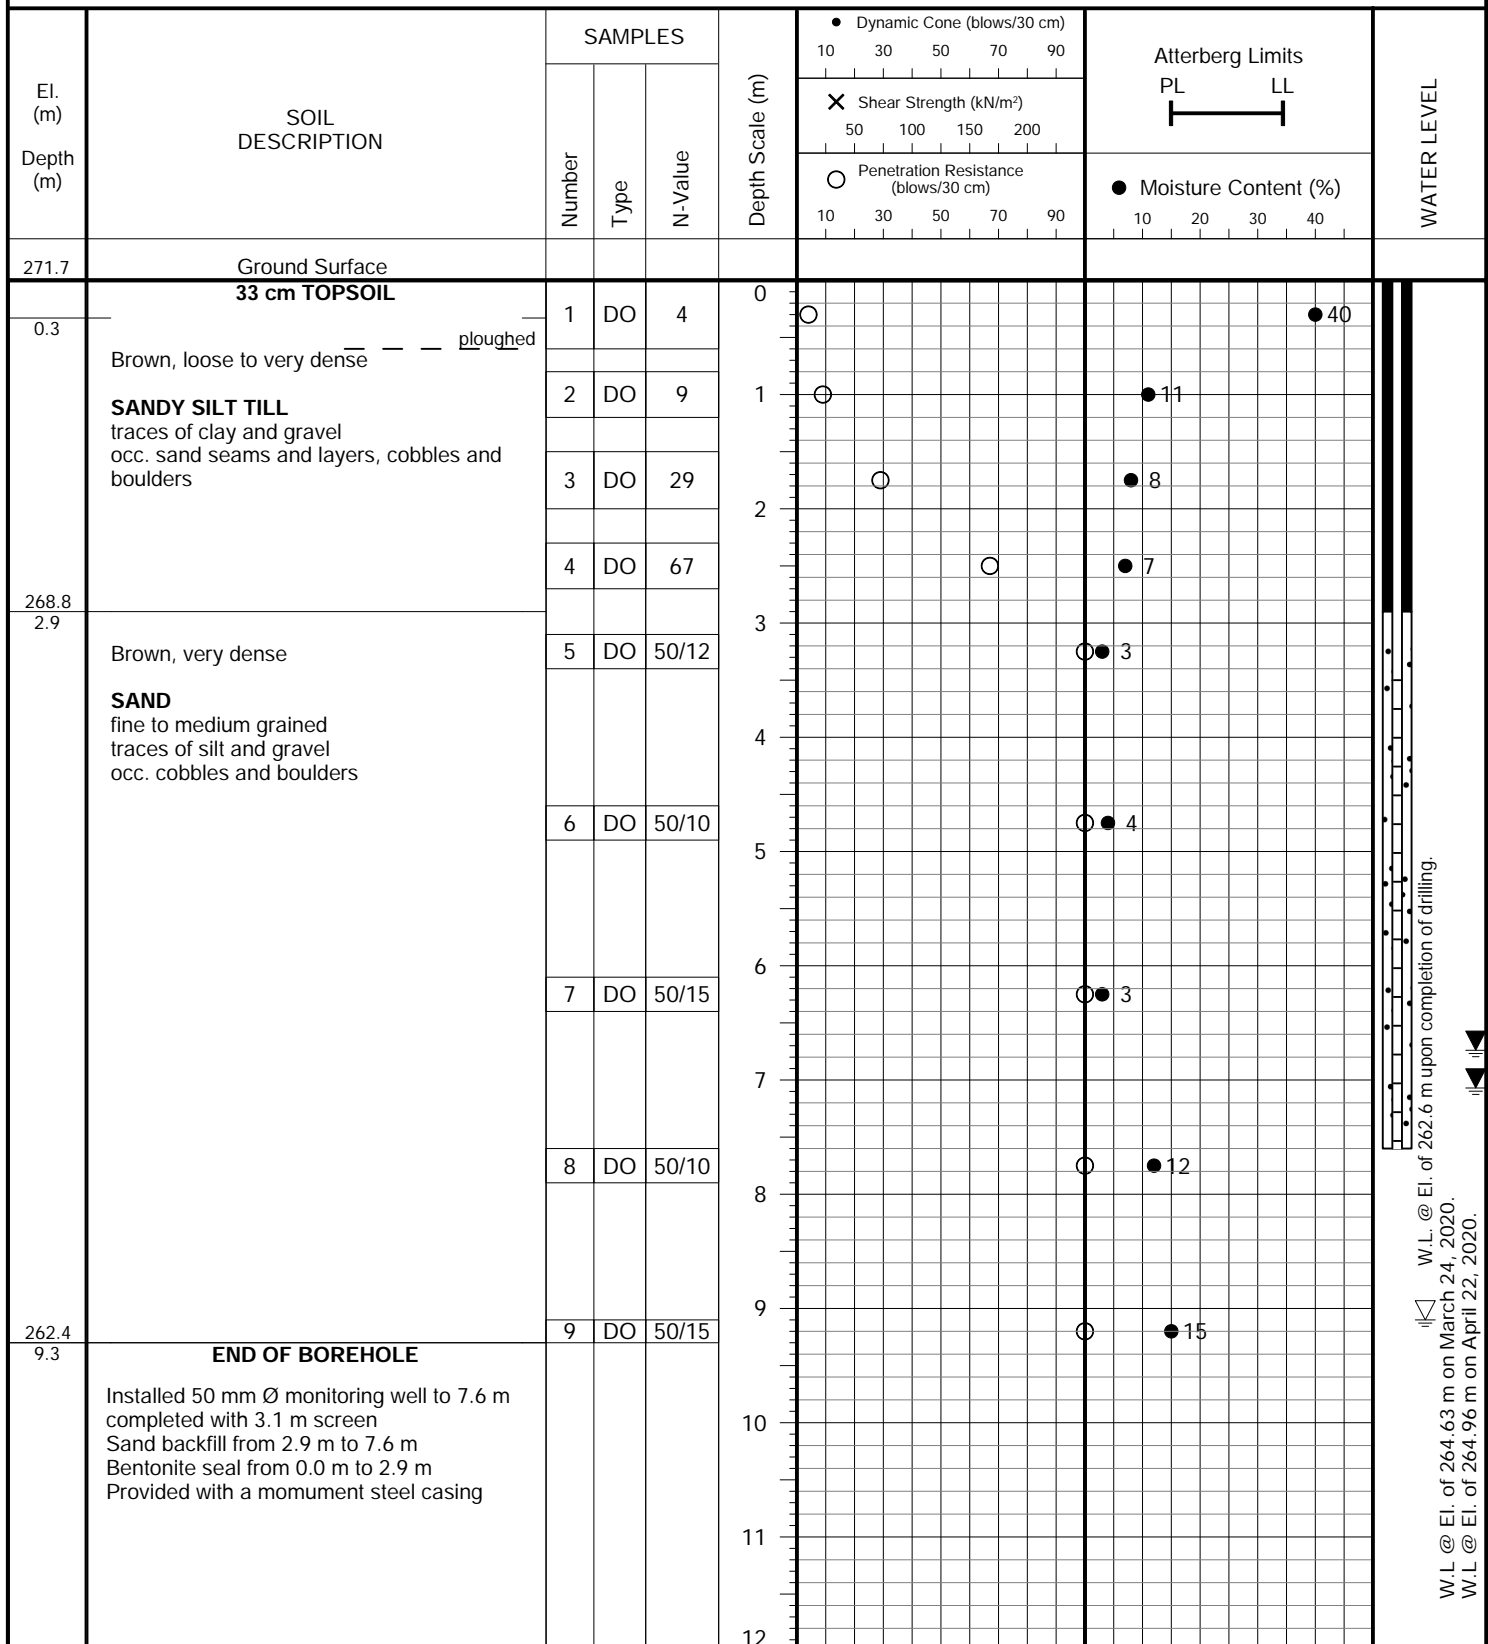 El.
(m)
Depth
(m)
SOIL
DESCRIPTION
SAMPLES
Number
Type
N-Value
Depth Scale (m)
Dynamic Cone (blows/30 cm)
10 30 50 70 90
Shear Strength (kN/m²)
50 100 150 200
Penetration Resistance
(blows/30 cm)
10 30 50 70 90
Atterberg Limits
PL LL
Moisture Content (%)
10 20 30 40
WATER LEVEL
271.7 Ground Surface
33 cm TOPSOIL
0
1 DO 4 40
0.3
ploughed
Brown, loose to very dense
2 DO 9 1 11
SANDY SILT TILL
traces of clay and gravel
occ. sand seams and layers, cobbles and
boulders
3 DO 29 8
2
4 DO 67 7
268.8
2.9
3
Brown, very dense
5 DO 50/12 3
SAND
fine to medium grained
traces of silt and gravel
occ. cobbles and boulders
4
6 DO 50/10 4
5
6
7 DO 50/15 3
7
8 DO 50/10 12
8
9
9 DO 50/15 15
262.4
9.3
END OF BOREHOLE
Installed 50 mm Ø monitoring well to 7.6 m
completed with 3.1 m screen
Sand backfill from 2.9 m to 7.6 m
Bentonite seal from 0.0 m to 2.9 m
Provided with a momument steel casing
10
11
12
W.L. @ El. of 262.6 m upon completion of drilling.
W.L @ El. of 264.63 m on March 24, 2020.
W.L @ El. of 264.96 m on April 22, 2020.